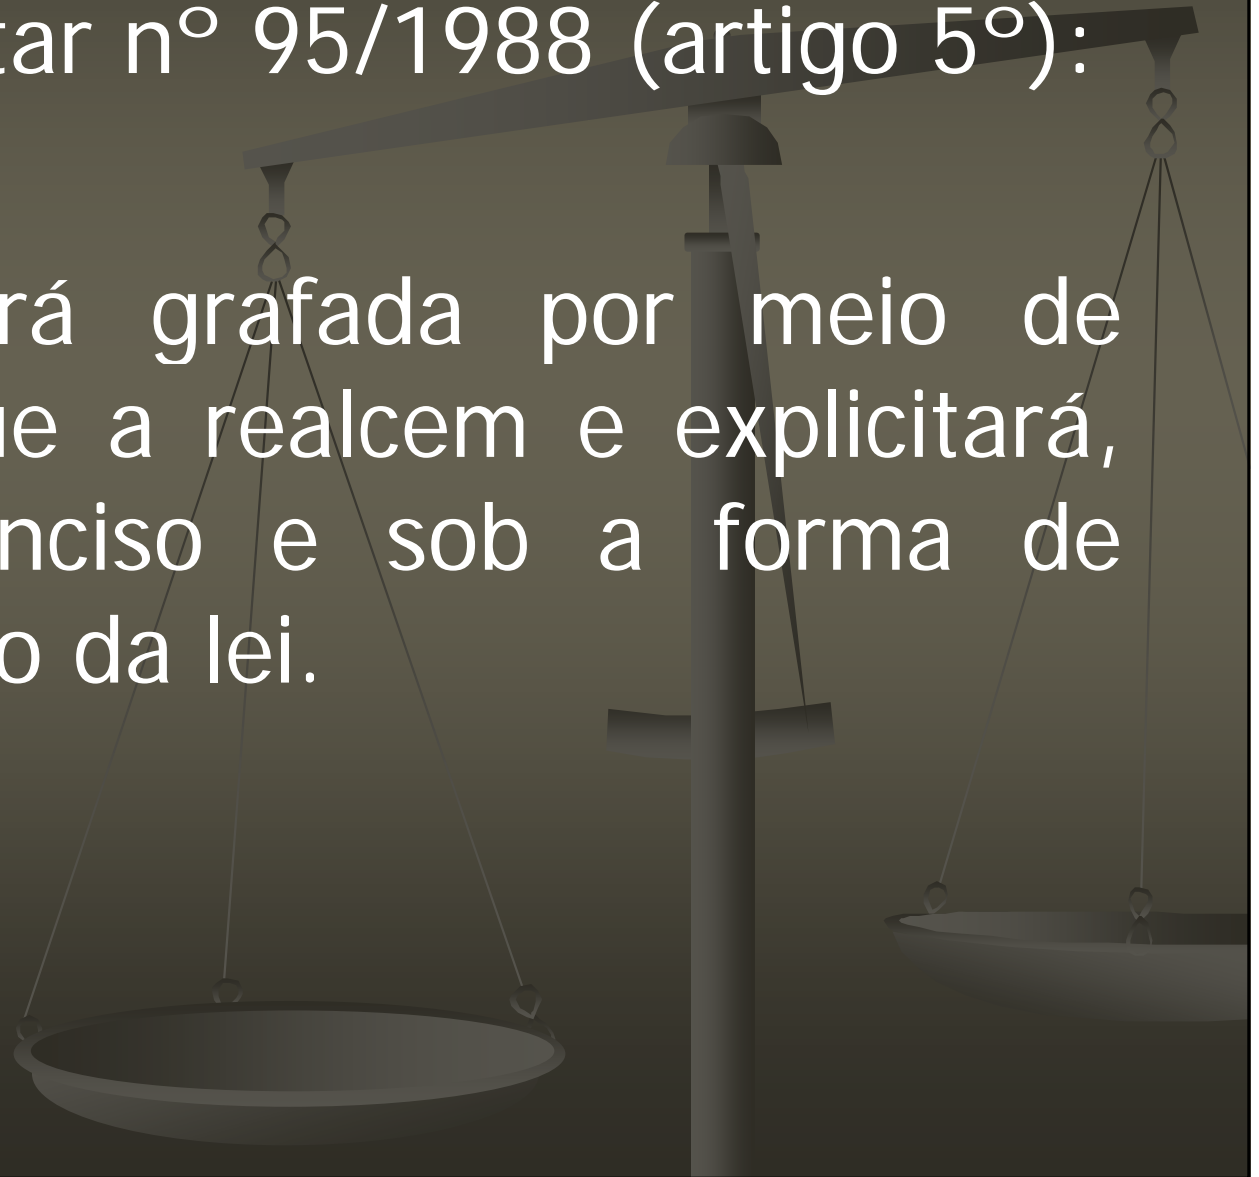 tar nº 95/1988 (artigo 5º):
rá grafada por meio de
ue a realcem e explicitará,
nciso e sob a forma de
o da lei.